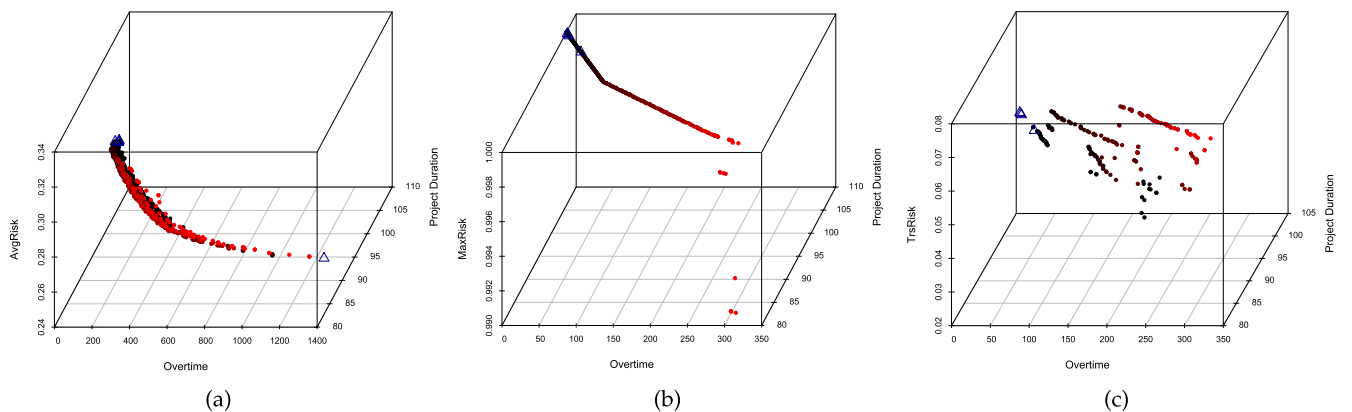 AvgRisk
0.34
0.32
0.30
0.28
0.26
0.24
0 200 400 600 800 1000 1200 1400
Overtime
80
85
90
95
100
105
110
Project Duration
(a)
MaxRisk
1.000
0.998
0.996
0.994
0.992
0.990
0 50 100 150 200 250 300 350
Overtime
80
85
90
95
100
105
110
Project Duration
(b)
TrsRisk
0.08
0.07
0.06
0.05
0.04
0.03
0.02
0 50 100 150 200 250 300 350
Overtime
80
85
90
95
100
105
Project Duration
(c)